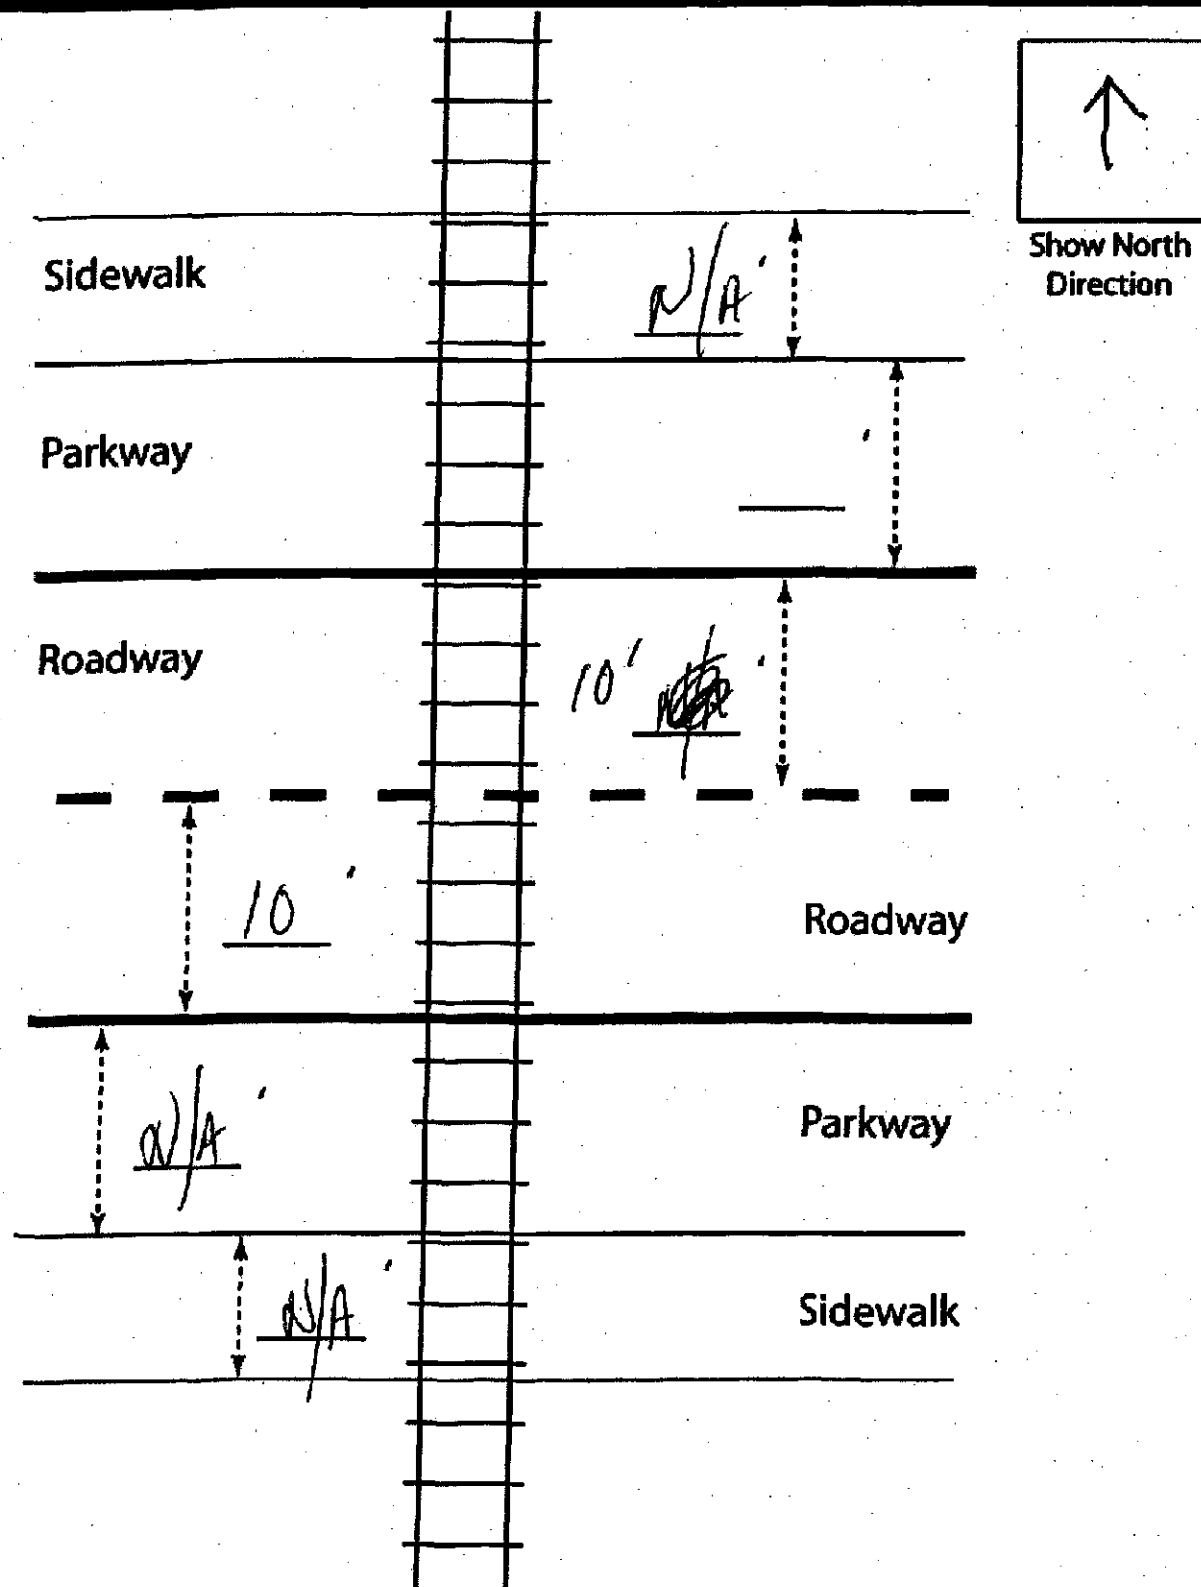 Show North
Direction
Sidewalk N/A '
Parkway '
Roadway 10' '
10 ' Roadway
N/A ' Parkway
N/A ' Sidewalk